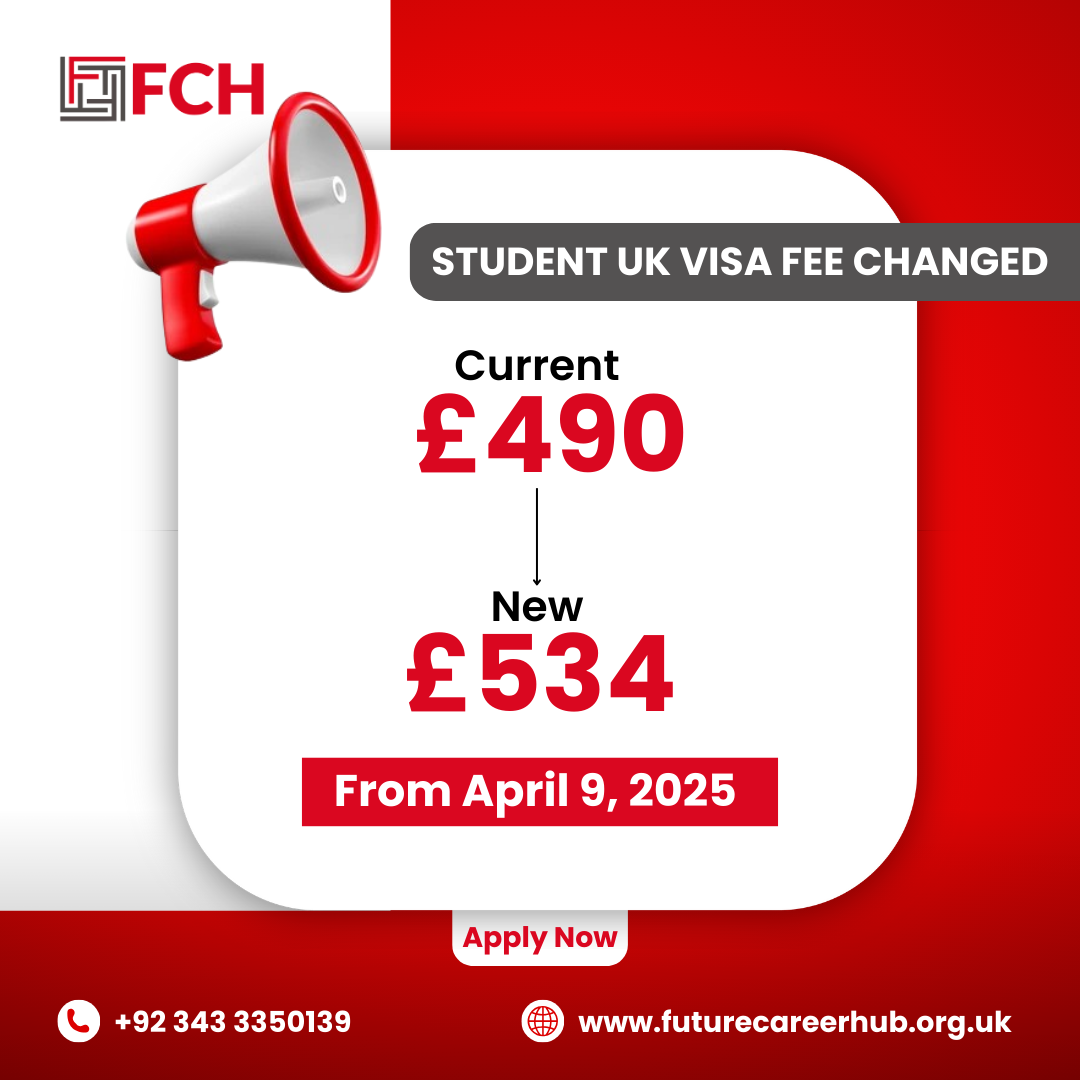 FCH
STUDENT UK VISA FEE CHANGED
Current
£490
New
£534
From April 9, 2025
Apply Now
+92 343 3350139
www.futurecareerhub.org.uk